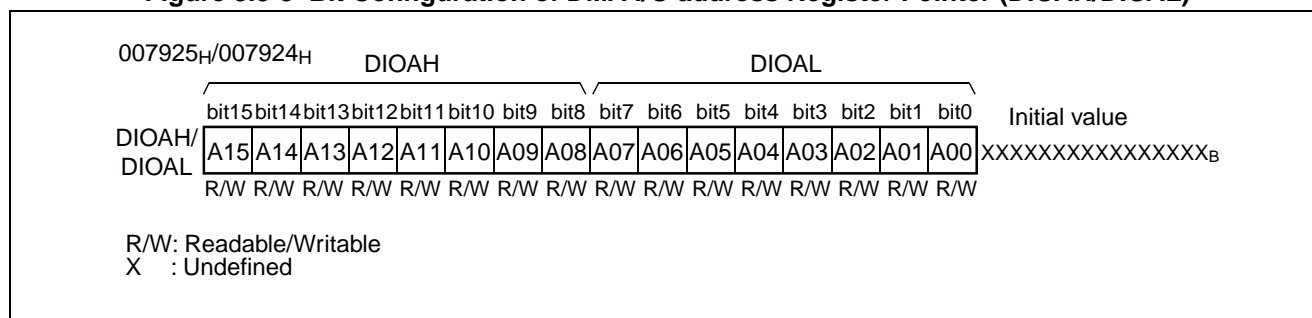 007925H/007924H
DIOAH DIOAL
bit15 bit14 bit13 bit12 bit11 bit10 bit9 bit8 bit7 bit6 bit5 bit4 bit3 bit2 bit1 bit0 Initial value
DIOAH/
DIOAL
A15 A14 A13 A12 A11 A10 A09 A08 A07 A06 A05 A04 A03 A02 A01 A00 XXXXXXXXXXXXXXXXB
R/W R/W R/W R/W R/W R/W R/W R/W R/W R/W R/W R/W R/W R/W R/W R/W
R/W: Readable/Writable
X : Undefined